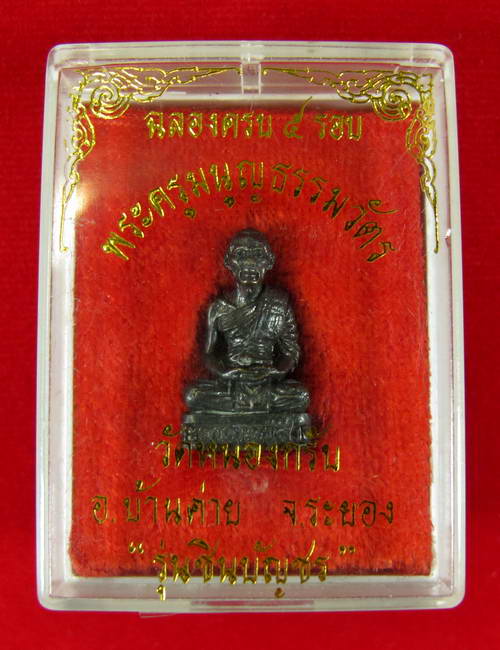 ฉลองครบ ๕ รอบ
พระครูมนูญธรรมวัตร
วัดหนองกรับ
อ.บ้านค่าย จ.ระยอง
"รุ่นชินบัญชร"